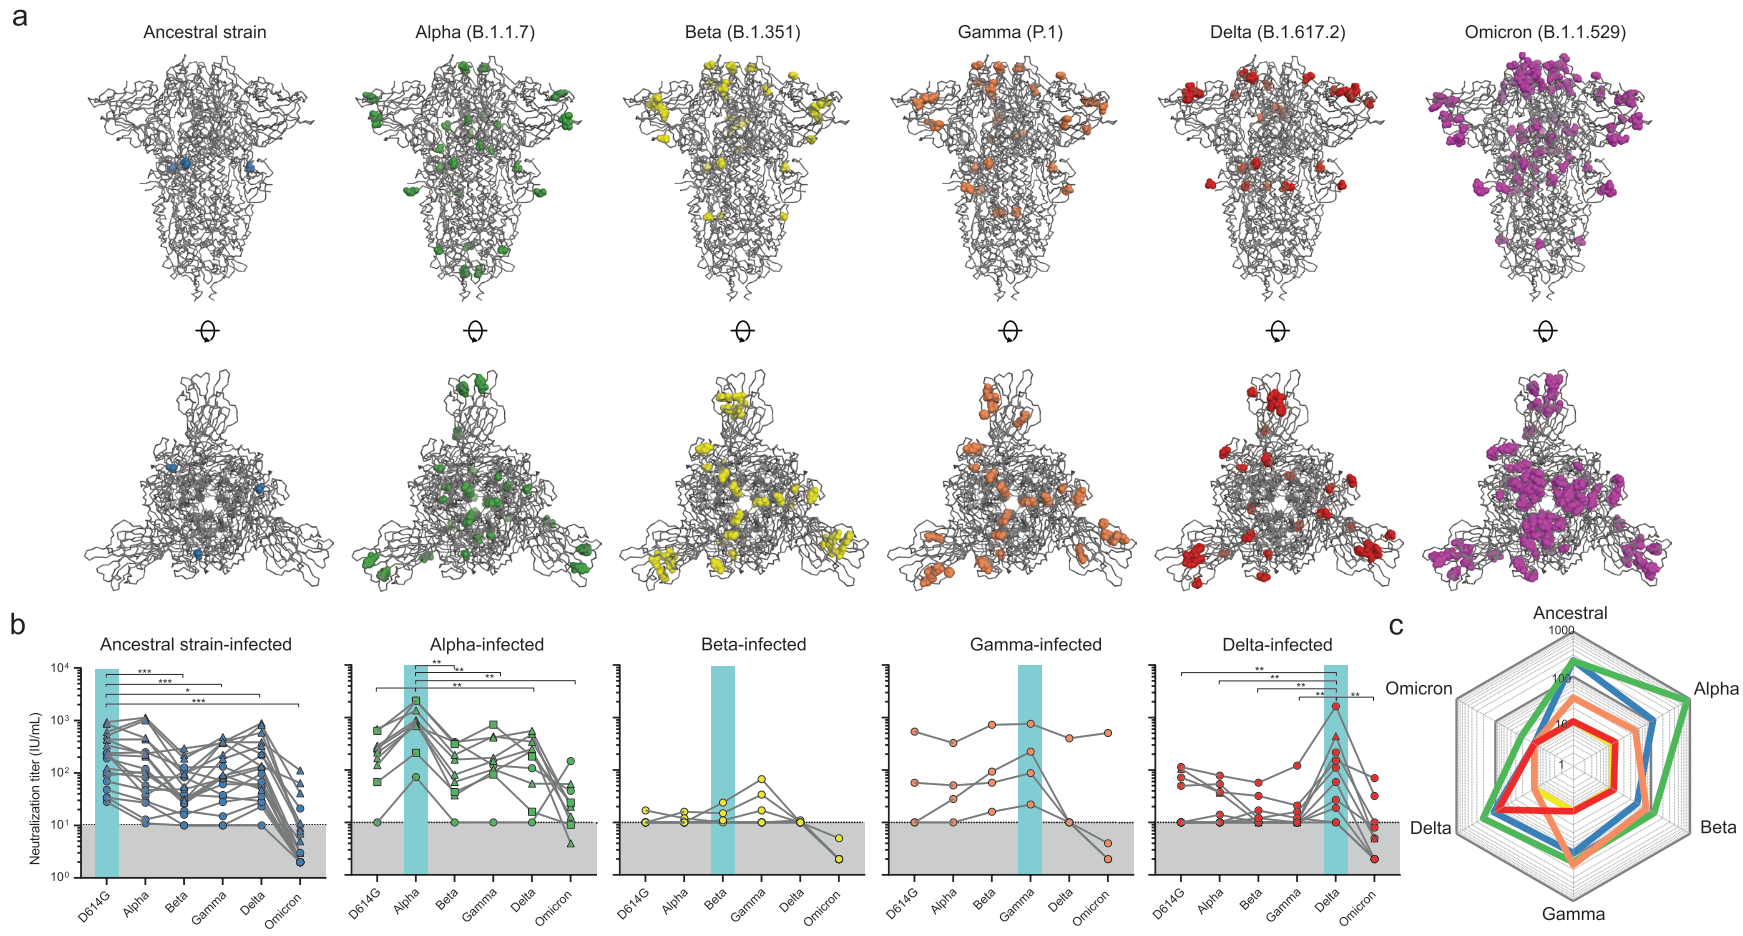 a
Ancestral strain
Alpha (B.1.1.7)
Beta (B.1.351)
Gamma (P.1)
Delta (B.1.617.2)
Omicron (B.1.1.529)
b
Ancestral strain-infected
Alpha-infected
Beta-infected
Gamma-infected
Delta-infected
Neutralization titer (IU/mL)
10⁴
10³
10²
10¹
10⁰
***
***
*
***
D614G
Alpha
Beta
Gamma
Delta
Omicron
**
**
**
**
D614G
Alpha
Beta
Gamma
Delta
Omicron
D614G
Alpha
Beta
Gamma
Delta
Omicron
D614G
Alpha
Beta
Gamma
Delta
Omicron
**
**
**
**
**
D614G
Alpha
Beta
Gamma
Delta
Omicron
c
Ancestral
Alpha
Beta
Gamma
Delta
Omicron
1000
100
10
1